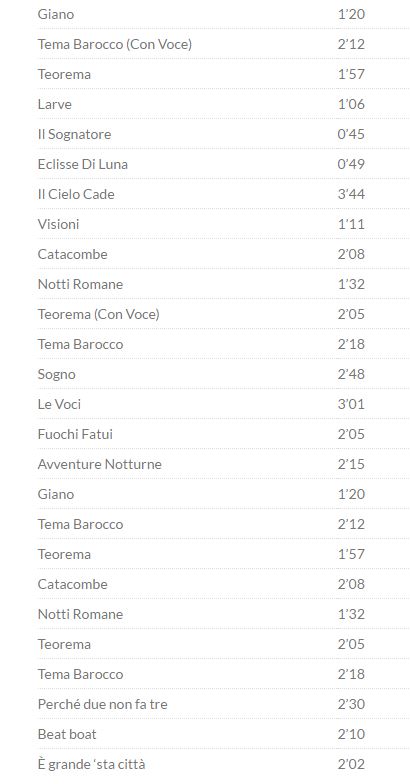 Giano 1’20
Tema Barocco (Con Voce) 2’12
Teorema 1’57
Larve 1’06
Il Sognatore 0’45
Eclisse Di Luna 0’49
Il Cielo Cade 3’44
Visioni 1’11
Catacombe 2’08
Notti Romane 1’32
Teorema (Con Voce) 2’05
Tema Barocco 2’18
Sogno 2’48
Le Voci 3’01
Fuochi Fatui 2’05
Avventure Notturne 2’15
Giano 1’20
Tema Barocco 2’12
Teorema 1’57
Catacombe 2’08
Notti Romane 1’32
Teorema 2’05
Tema Barocco 2’18
Perché due non fa tre 2’30
Beat boat 2’10
È grande ‘sta città 2’02